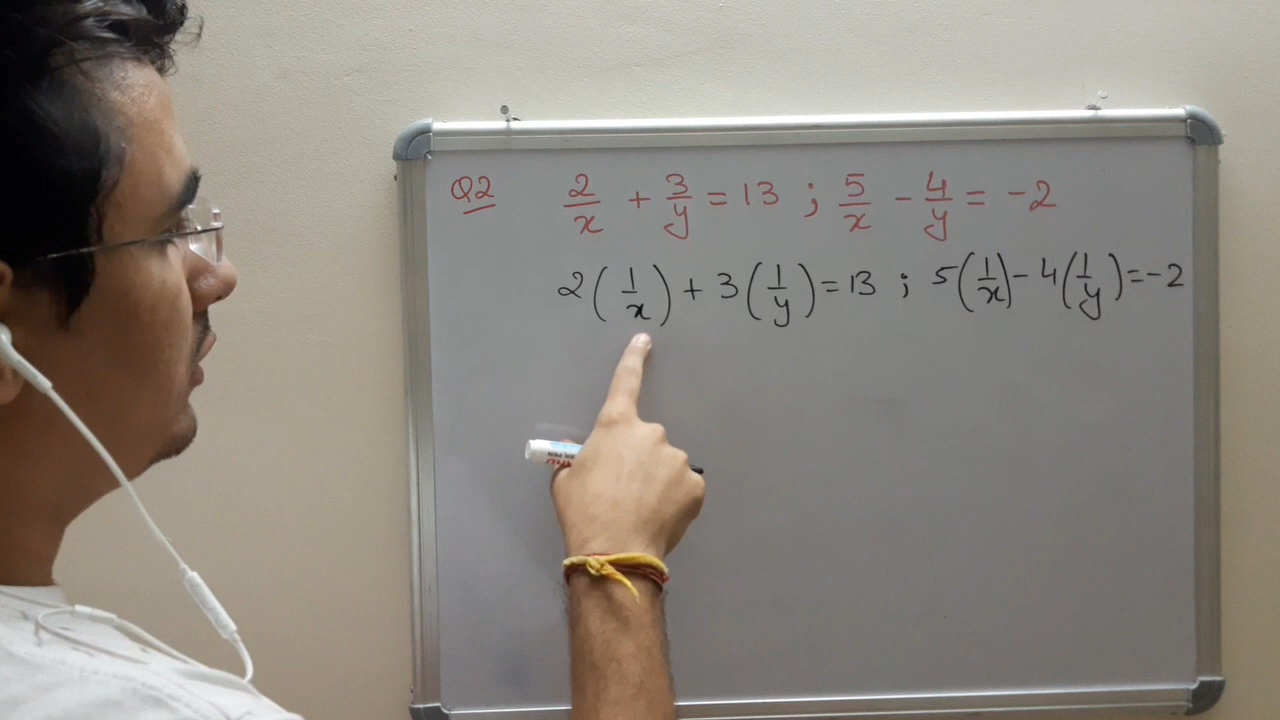 Q2 2/x + 3/y = 13 ; 5/x - 4/y = -2
2(1/x) + 3(1/y) = 13 ; 5(1/x) - 4(1/y) = -2